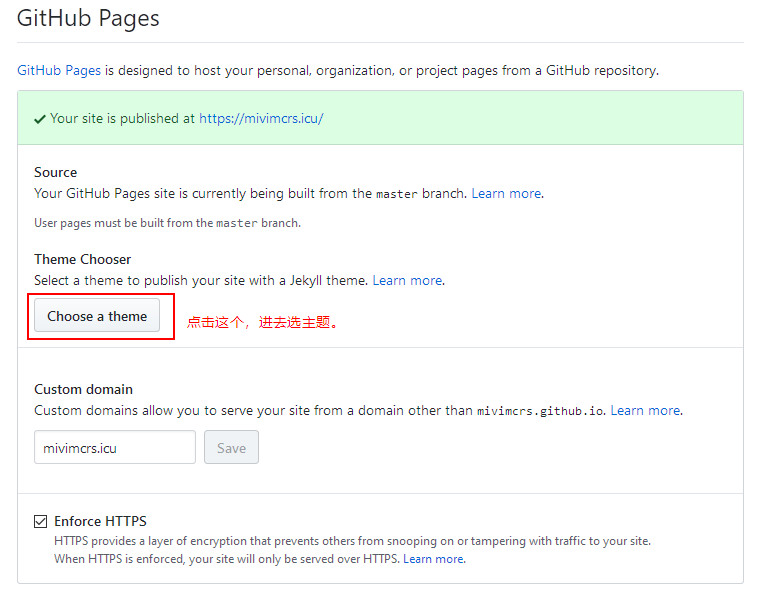 GitHub Pages
GitHub Pages is designed to host your personal, organization, or project pages from a GitHub repository.
Your site is published at https://mivimcrs.icu/
Source
Your GitHub Pages site is currently being built from the master branch. Learn more.
User pages must be built from the master branch.
Theme Chooser
Select a theme to publish your site with a Jekyll theme. Learn more.
Choose a theme 点击这个，进去选主题。
Custom domain
Custom domains allow you to serve your site from a domain other than mivimcrs.github.io. Learn more.
mivimcrs.icu Save
Enforce HTTPS
HTTPS provides a layer of encryption that prevents others from snooping on or tampering with traffic to your site.
When HTTPS is enforced, your site will only be served over HTTPS. Learn more.